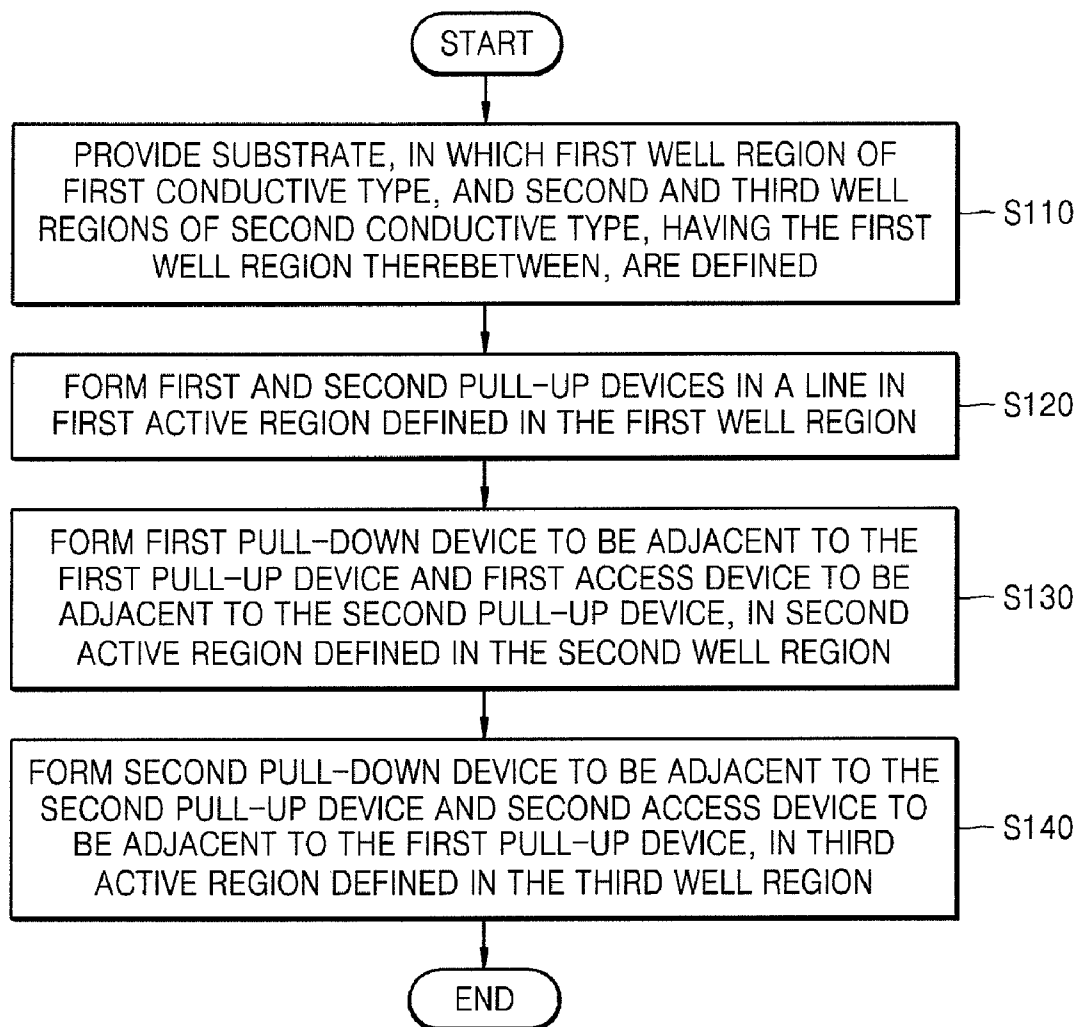 START
PROVIDE SUBSTRATE, IN WHICH FIRST WELL REGION OF
FIRST CONDUCTIVE TYPE, AND SECOND AND THIRD WELL
REGIONS OF SECOND CONDUCTIVE TYPE, HAVING THE FIRST
WELL REGION THEREBETWEEN, ARE DEFINED
S110
FORM FIRST AND SECOND PULL-UP DEVICES IN A LINE IN
FIRST ACTIVE REGION DEFINED IN THE FIRST WELL REGION
S120
FORM FIRST PULL-DOWN DEVICE TO BE ADJACENT TO THE
FIRST PULL-UP DEVICE AND FIRST ACCESS DEVICE TO BE
ADJACENT TO THE SECOND PULL-UP DEVICE, IN SECOND
ACTIVE REGION DEFINED IN THE SECOND WELL REGION
S130
FORM SECOND PULL-DOWN DEVICE TO BE ADJACENT TO THE
SECOND PULL-UP DEVICE AND SECOND ACCESS DEVICE TO
BE ADJACENT TO THE FIRST PULL-UP DEVICE, IN THIRD
ACTIVE REGION DEFINED IN THE THIRD WELL REGION
S140
END